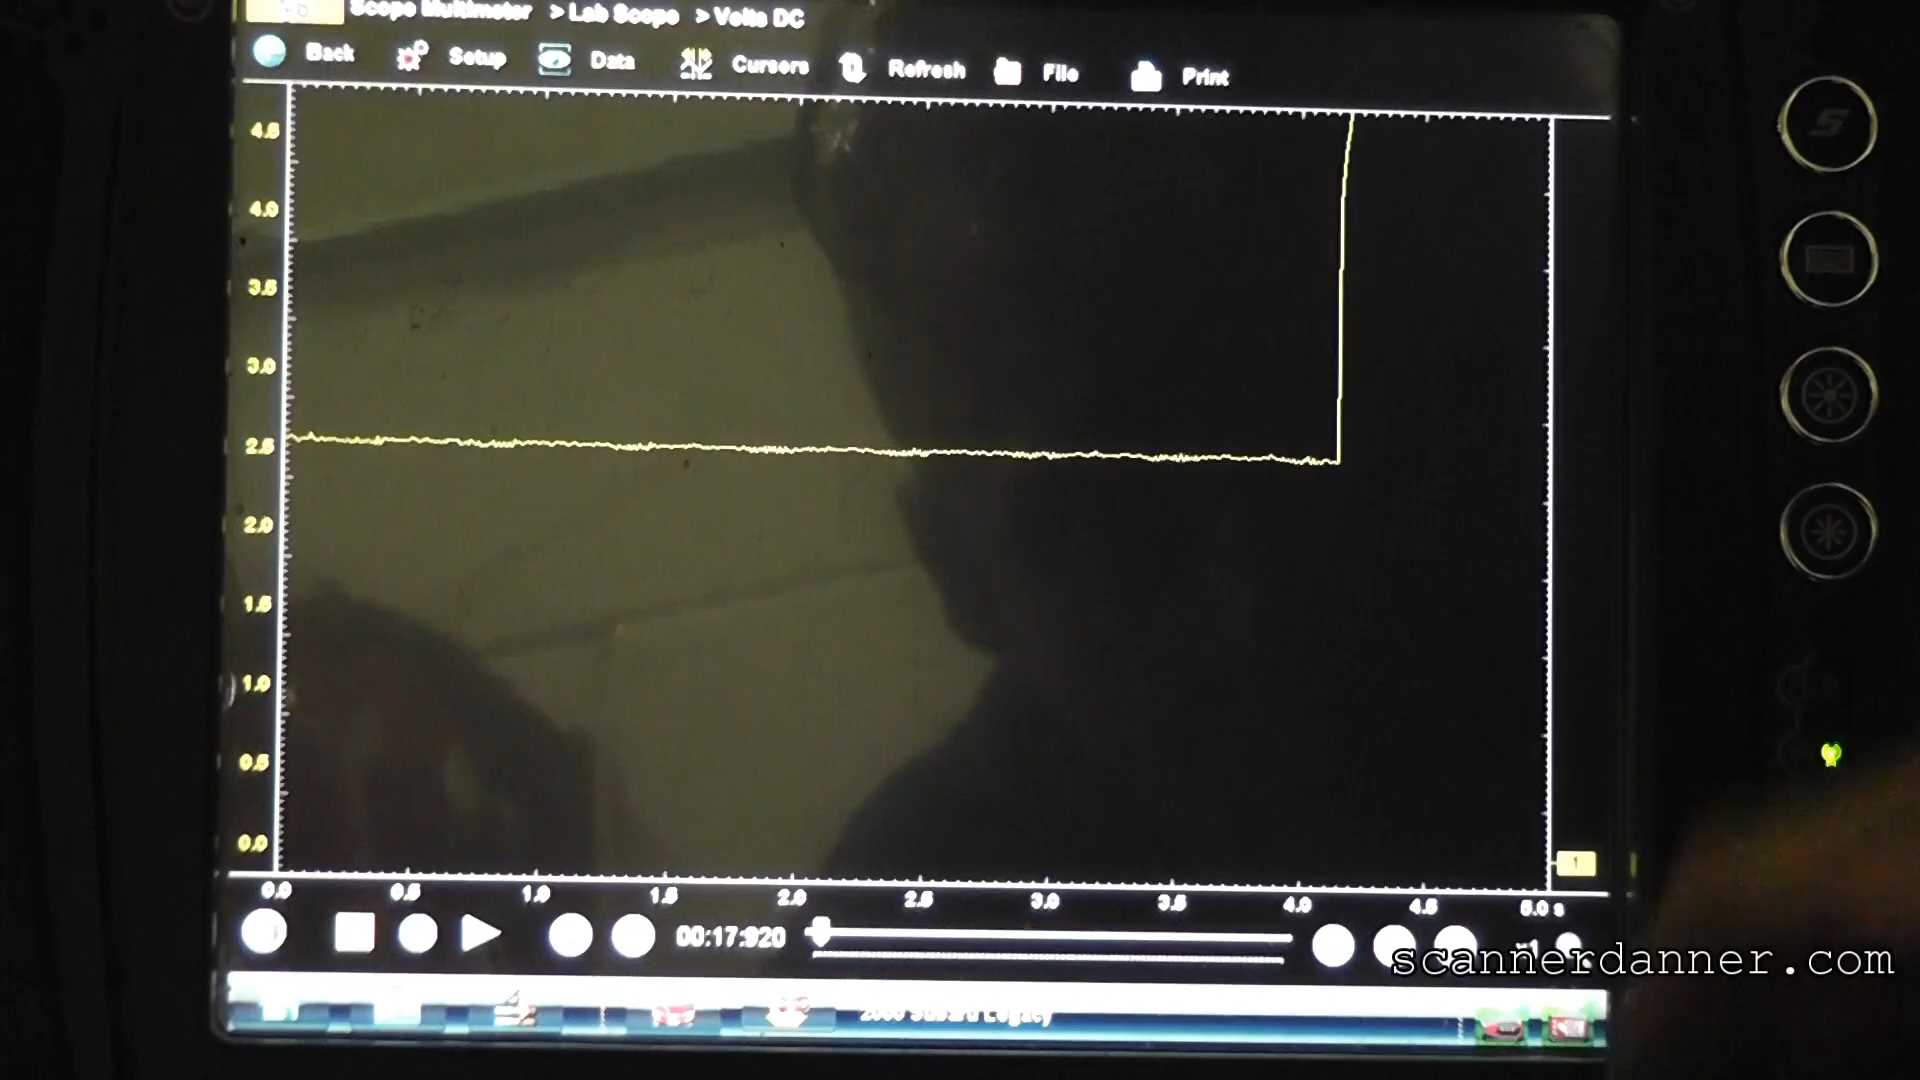 Scope Multimeter > Lab Scope > Volts DC
Back Setup Data Cursors Refresh File Print
4.5
4.0
3.5
3.0
2.5
2.0
1.5
1.0
0.5
0.0
1
0.0 0.5 1.0 1.5 2.0 2.5 3.0 3.5 4.0 4.5 5.0 s
00:17:920 x1
scannerdanner.com
Subaru Legacy